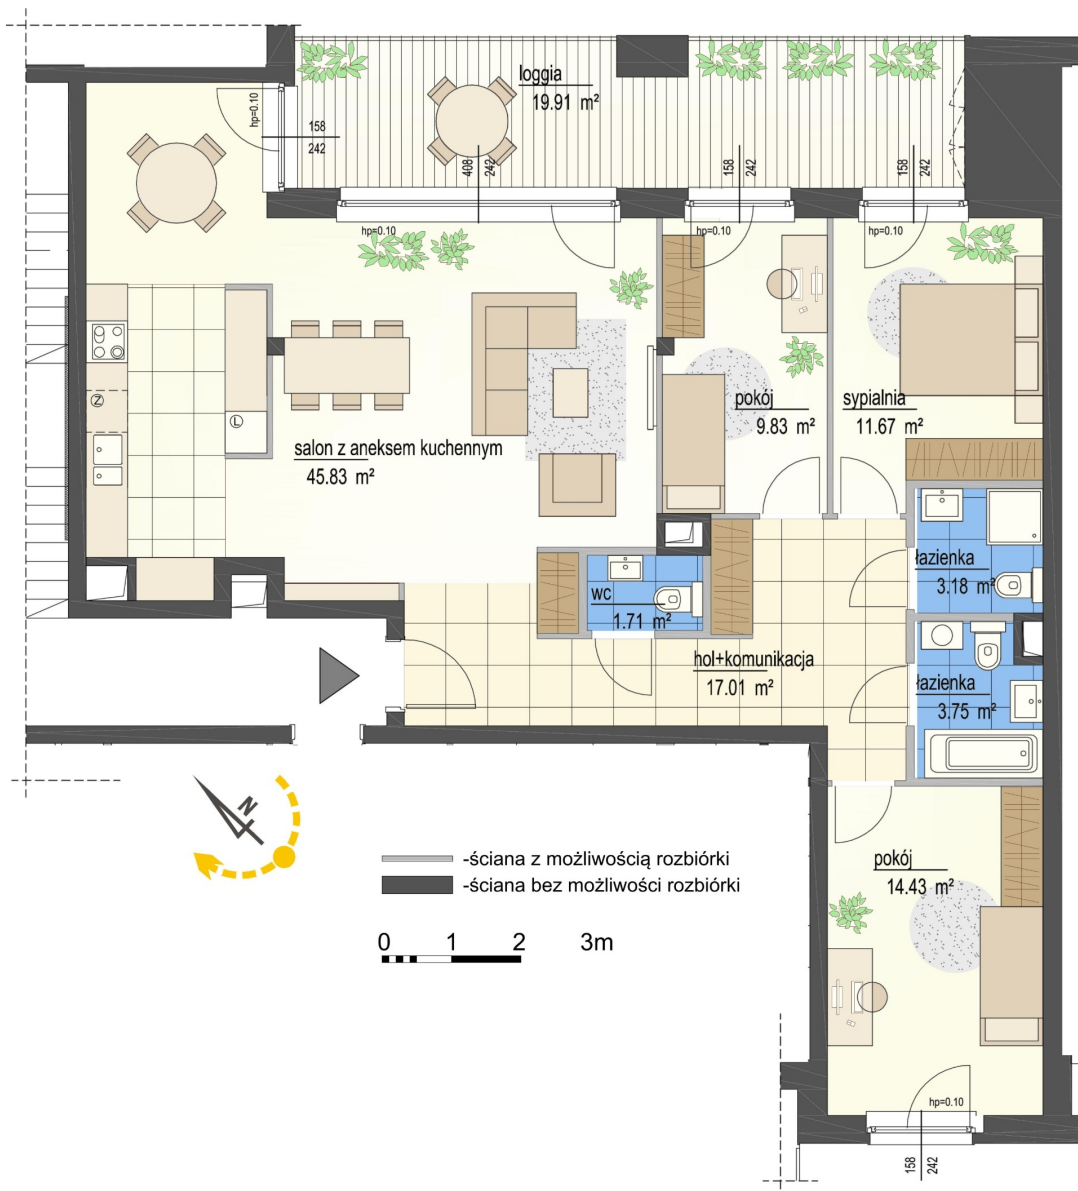 loggia
19.91 m²
hp=0.10
158
242
408
242
158
242
158
242
hp=0.10
hp=0.10
hp=0.10
Z
L
salon z aneksem kuchennym
45.83 m²
pokój
9.83 m²
sypialnia
11.67 m²
wc
1.71 m²
łazienka
3.18 m²
hol+komunikacja
17.01 m²
łazienka
3.75 m²
N
-ściana z możliwością rozbiórki
-ściana bez możliwości rozbiórki
0 1 2 3m
pokój
14.43 m²
hp=0.10
158
242